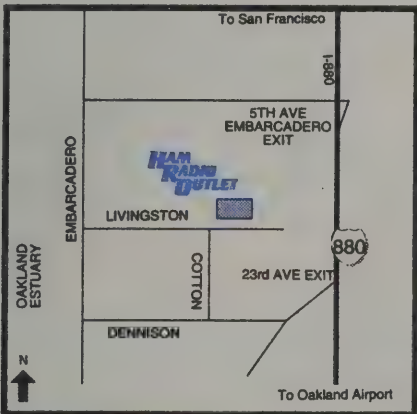 To San Francisco
I-880
5TH AVE
EMBARCADERO
EXIT
EMBARCADERO
HAM
RADIO
OUTLET
LIVINGSTON
880
OAKLAND
ESTUARY
COTTON
23rd AVE EXIT
DENNISON
N
To Oakland Airport